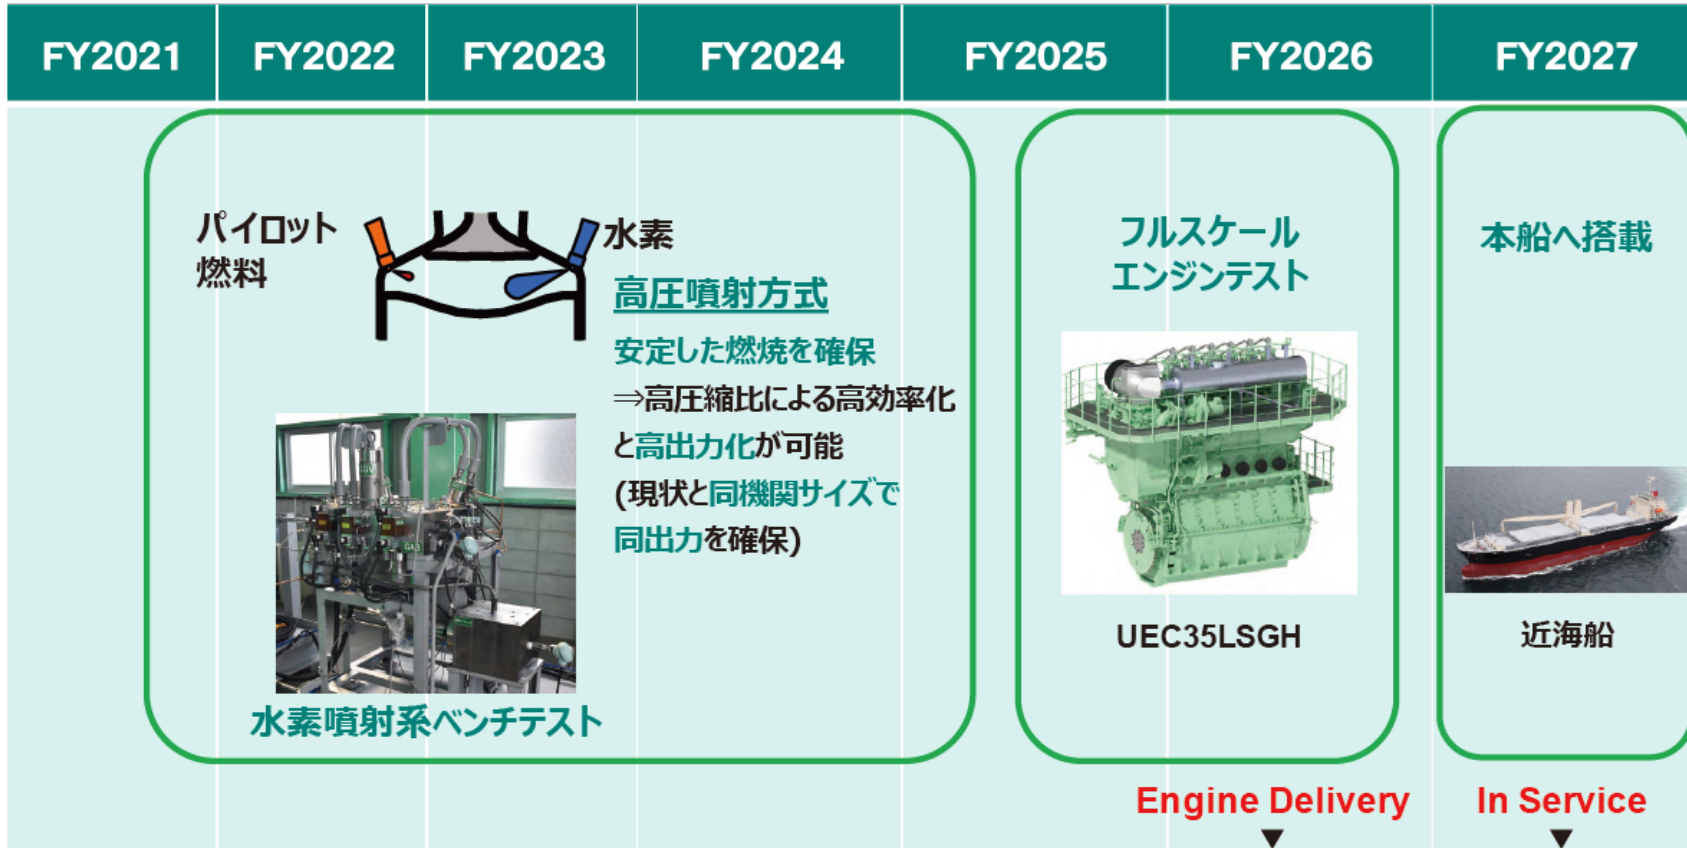 FY2021 FY2022 FY2023 FY2024 FY2025 FY2026 FY2027
パイロット
燃料
水素
高圧噴射方式
安定した燃焼を確保
⇒高圧縮比による高効率化
と高出力化が可能
(現状と同機関サイズで
同出力を確保)
水素噴射系ベンチテスト
フルスケール
エンジンテスト
UEC35LSGH
本船へ搭載
近海船
Engine Delivery
In Service